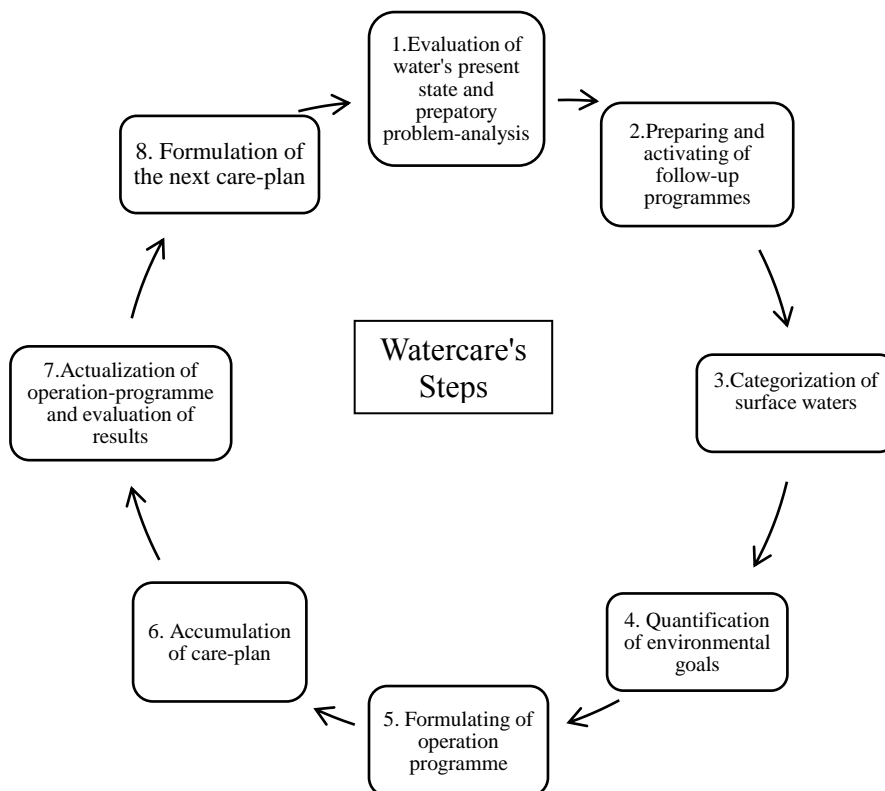 1.Evaluation of
water's present
state and
prepatory
problem-analysis
2.Preparing and
activating of
follow-up
programmes
3.Categorization of
surface waters
4. Quantification
of environmental
goals
5. Formulating of
operation
programme
6. Accumulation
of care-plan
7.Actualization of
operation-programme
and evaluation of
results
8. Formulation of
the next care-plan
Watercare's
Steps